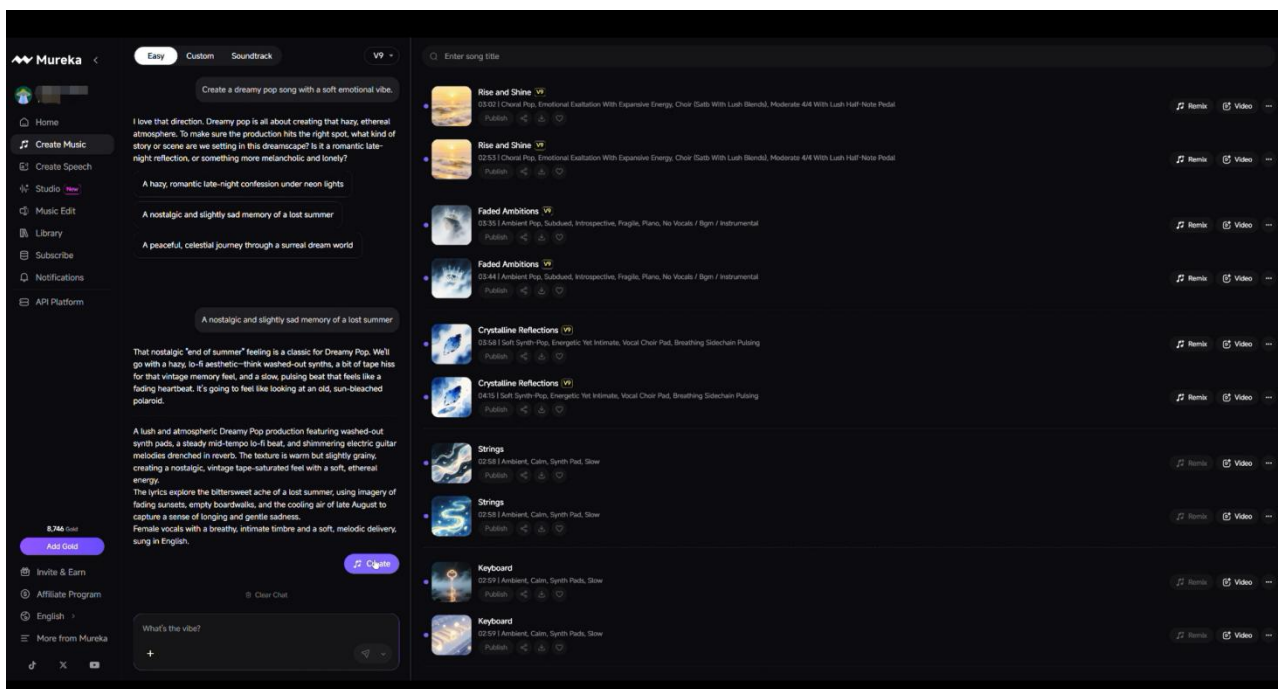 Mureka
Home
Create Music
Create Speech
Studio New
Music Edit
Library
Subscribe
Notifications
API Platform
8,746 Gold
Add Gold
Invite & Earn
Affiliate Program
English
More from Mureka
Easy
Custom
Soundtrack
V9
Create a dreamy pop song with a soft emotional vibe.
I love that direction. Dreamy pop is all about creating that hazy, ethereal
atmosphere. To make sure the production hits the right spot, what kind of
story or scene are we setting in this dreamscape? Is it a romantic late-
night reflection, or something more melancholic and lonely?
A hazy, romantic late-night confession under neon lights
A nostalgic and slightly sad memory of a lost summer
A peaceful, celestial journey through a surreal dream world
A nostalgic and slightly sad memory of a lost summer
That nostalgic "end of summer" feeling is a classic for Dreamy Pop. We'll
go with a hazy, lo-fi aesthetic—think washed-out synths, a bit of tape hiss
for that vintage memory feel, and a slow, pulsing beat that feels like a
fading heartbeat. It's going to feel like looking at an old, sun-bleached
polaroid.
A lush and atmospheric Dreamy Pop production featuring washed-out
synth pads, a steady mid-tempo lo-fi beat, and shimmering electric guitar
melodies drenched in reverb. The texture is warm but slightly grainy,
creating a nostalgic, vintage tape-saturated feel with a soft, ethereal
energy.
The lyrics explore the bittersweet ache of a lost summer, using imagery of
fading sunsets, empty boardwalks, and the cooling air of late August to
capture a sense of longing and gentle sadness.
Female vocals with a breathy, intimate timbre and a soft, melodic delivery,
sung in English.
Create
Clear Chat
What's the vibe?
Enter song title
Rise and Shine V9
03:02 | Choral Pop, Emotional Exaltation With Expansive Energy, Choir (Satb With Lush Blends), Moderate 4/4 With Lush Half-Note Pedal
Publish
Remix
Video
Rise and Shine V9
02:53 | Choral Pop, Emotional Exaltation With Expansive Energy, Choir (Satb With Lush Blends), Moderate 4/4 With Lush Half-Note Pedal
Publish
Remix
Video
Faded Ambitions V9
03:35 | Ambient Pop, Subdued, Introspective, Fragile, Piano, No Vocals / Bgm / Instrumental
Publish
Remix
Video
Faded Ambitions V9
03:44 | Ambient Pop, Subdued, Introspective, Fragile, Piano, No Vocals / Bgm / Instrumental
Publish
Remix
Video
Crystalline Reflections V9
03:58 | Soft Synth-Pop, Energetic Yet Intimate, Vocal Choir Pad, Breathing Sidechain Pulsing
Publish
Remix
Video
Crystalline Reflections V9
04:15 | Soft Synth-Pop, Energetic Yet Intimate, Vocal Choir Pad, Breathing Sidechain Pulsing
Publish
Remix
Video
Strings
02:58 | Ambient, Calm, Synth Pad, Slow
Publish
Remix
Video
Strings
02:58 | Ambient, Calm, Synth Pad, Slow
Publish
Remix
Video
Keyboard
02:59 | Ambient, Calm, Synth Pads, Slow
Publish
Remix
Video
Keyboard
02:59 | Ambient, Calm, Synth Pads, Slow
Publish
Remix
Video